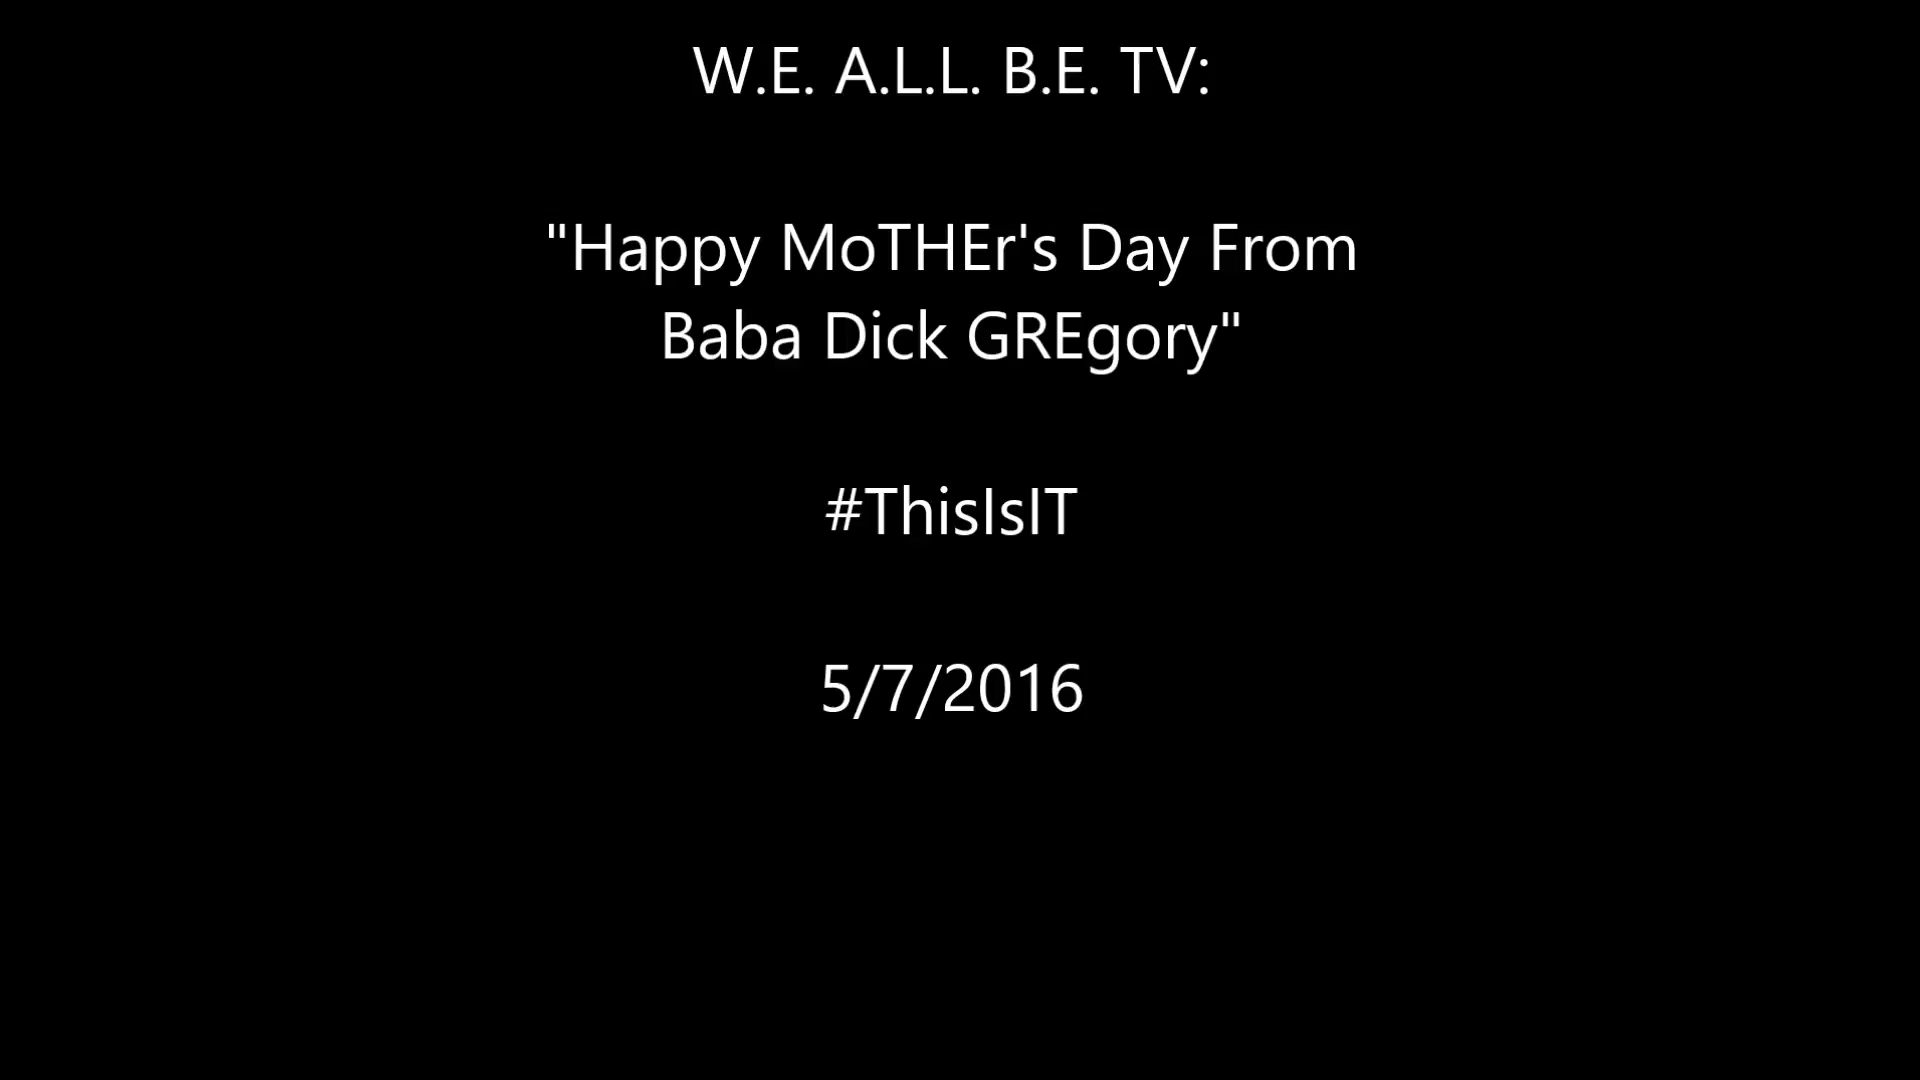 W.E. A.L.L. B.E. TV:
"Happy MoTHEr's Day From
Baba Dick GREgory"
#ThisIsIT
5/7/2016